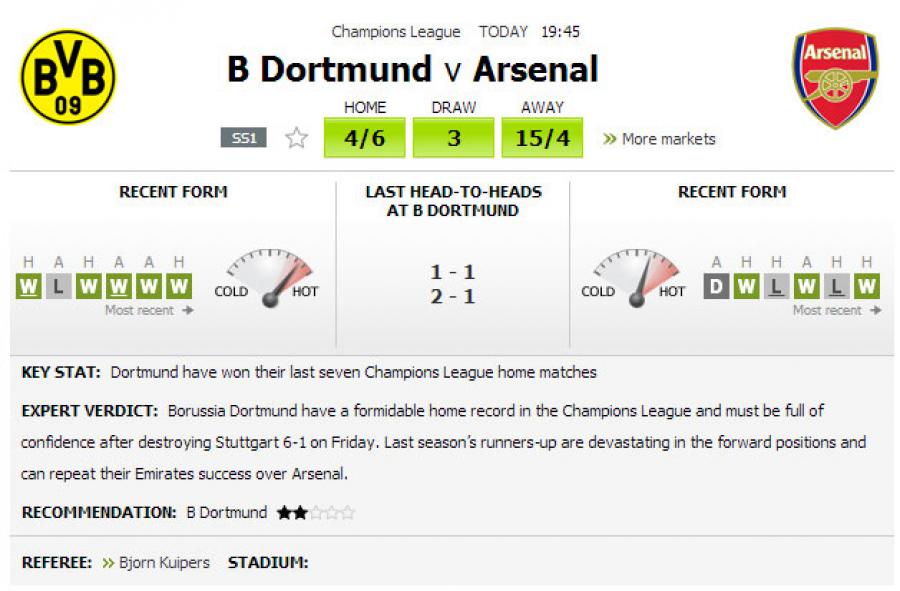 Champions League TODAY 19:45
B Dortmund v Arsenal
BVB
09
Arsenal
HOME DRAW AWAY
SS1 4/6 3 15/4 More markets
RECENT FORM
H A H A A H
W L W W W W
COLD HOT
Most recent
LAST HEAD-TO-HEADS
AT B DORTMUND
1 - 1
2 - 1
RECENT FORM
A H H A H H
D W L W L W
COLD HOT
Most recent
KEY STAT: Dortmund have won their last seven Champions League home matches
EXPERT VERDICT: Borussia Dortmund have a formidable home record in the Champions League and must be full of
confidence after destroying Stuttgart 6-1 on Friday. Last season's runners-up are devastating in the forward positions and
can repeat their Emirates success over Arsenal.
RECOMMENDATION: B Dortmund
REFEREE: Bjorn Kuipers STADIUM: